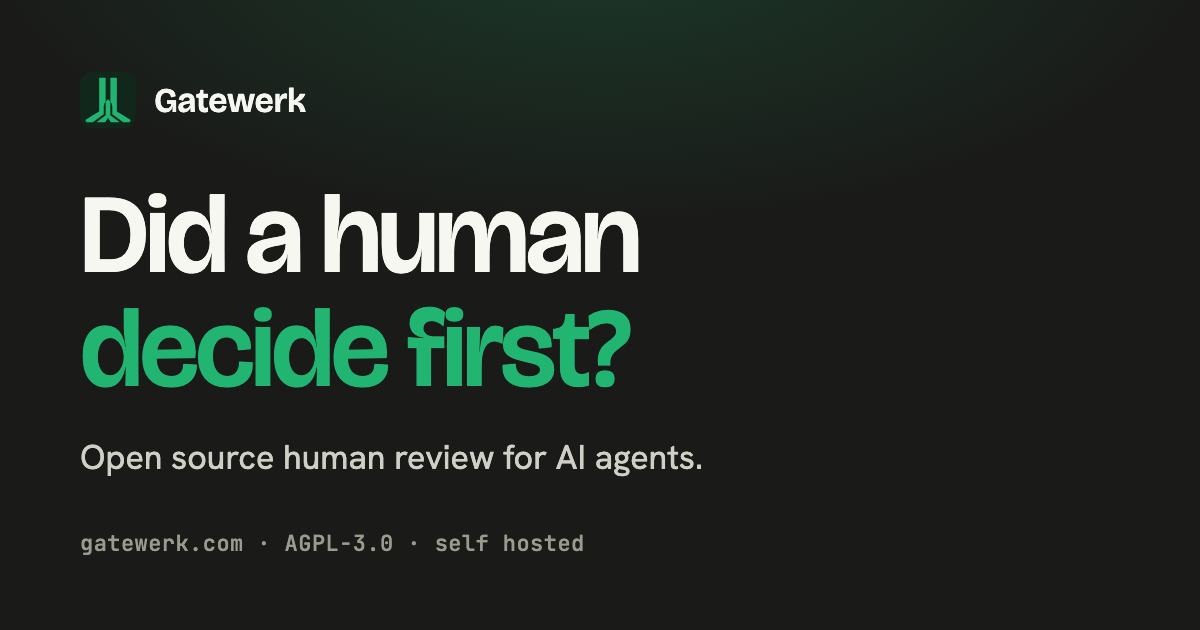 Gatewerk
Did a human
decide first?
Open source human review for AI agents.
gatewerk.com · AGPL-3.0 · self hosted